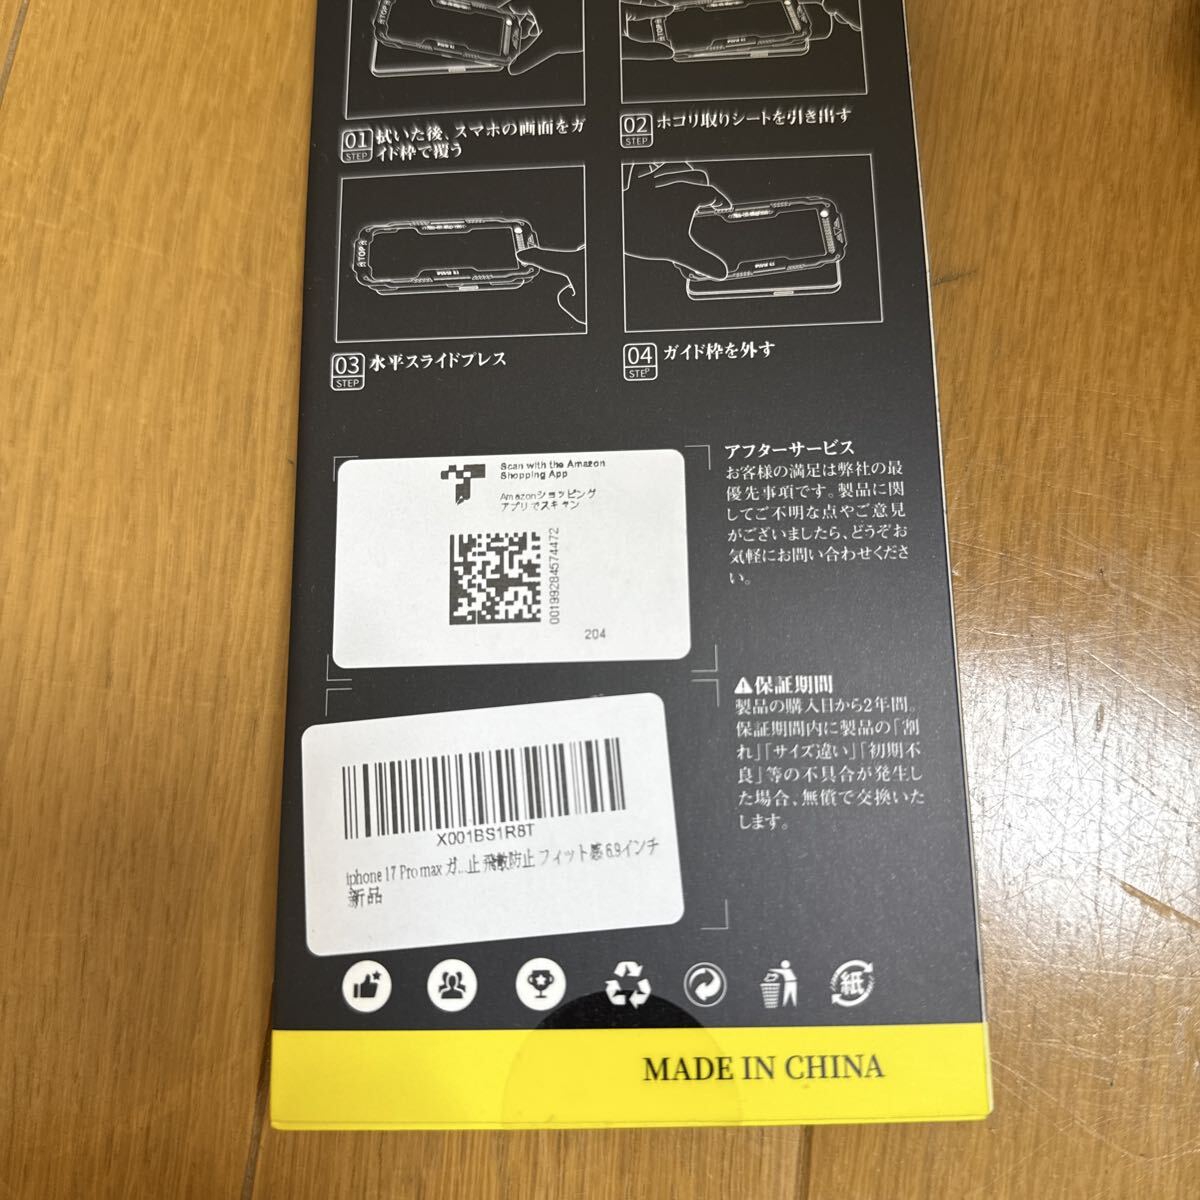 01 STEP
拭いた後、スマホの画面をガ
イド枠で覆う
02 STEP
ホコリ取りシートを引き出す
TOP
TOP
03 STEP
水平スライドプレス
04 STEP
ガイド枠を外す
Scan with the Amazon
Shopping App
Amazonショッピング
アプリでスキャン
00199284574472
204
アフターサービス
お客様の満足は弊社の最
優先事項です。製品に関
してご不明な点やご意見
がございましたら、どうぞお
気軽にお問い合わせくださ
い。
保証期間
製品の購入日から2年間。
保証期間内に製品の「割
れ」「サイズ違い」「初期不
良」等の不具合が発生し
た場合、無償で交換いた
します。
X001BS1R8T
iphone 17 Pro max ガ...止 飛散防止 フィット感 6.9インチ
新品
紙
MADE IN CHINA